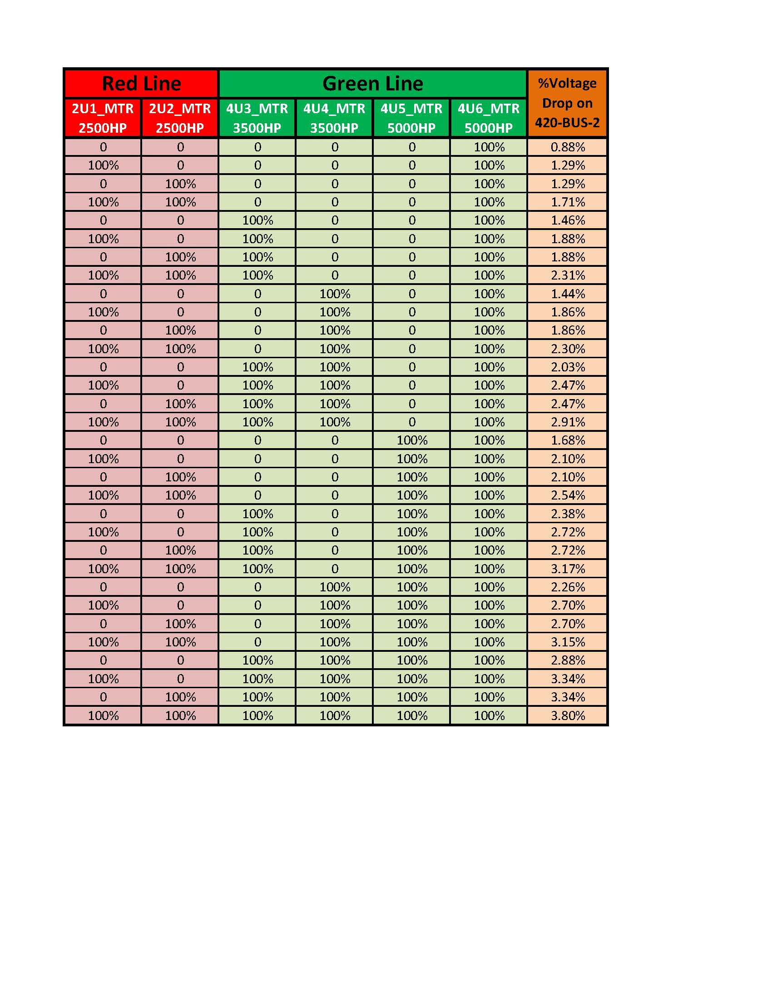 Red Line Green Line %Voltage Drop on 420-BUS-2
2U1_MTR 2U2_MTR 4U3_MTR 4U4_MTR 4U5_MTR 4U6_MTR
2500HP 2500HP 3500HP 3500HP 5000HP 5000HP
0 0 0 0 0 100% 0.88%
100% 0 0 0 0 100% 1.29%
0 100% 0 0 0 100% 1.29%
100% 100% 0 0 0 100% 1.71%
0 0 100% 0 0 100% 1.46%
100% 0 100% 0 0 100% 1.88%
0 100% 100% 0 0 100% 1.88%
100% 100% 100% 0 0 100% 2.31%
0 0 0 100% 0 100% 1.44%
100% 0 0 100% 0 100% 1.86%
0 100% 0 100% 0 100% 1.86%
100% 100% 0 100% 0 100% 2.30%
0 0 100% 100% 0 100% 2.03%
100% 0 100% 100% 0 100% 2.47%
0 100% 100% 100% 0 100% 2.47%
100% 100% 100% 100% 0 100% 2.91%
0 0 0 0 100% 100% 1.68%
100% 0 0 0 100% 100% 2.10%
0 100% 0 0 100% 100% 2.10%
100% 100% 0 0 100% 100% 2.54%
0 0 100% 0 100% 100% 2.38%
100% 0 100% 0 100% 100% 2.72%
0 100% 100% 0 100% 100% 2.72%
100% 100% 100% 0 100% 100% 3.17%
0 0 0 100% 100% 100% 2.26%
100% 0 0 100% 100% 100% 2.70%
0 100% 0 100% 100% 100% 2.70%
100% 100% 0 100% 100% 100% 3.15%
0 0 100% 100% 100% 100% 2.88%
100% 0 100% 100% 100% 100% 3.34%
0 100% 100% 100% 100% 100% 3.34%
100% 100% 100% 100% 100% 100% 3.80%